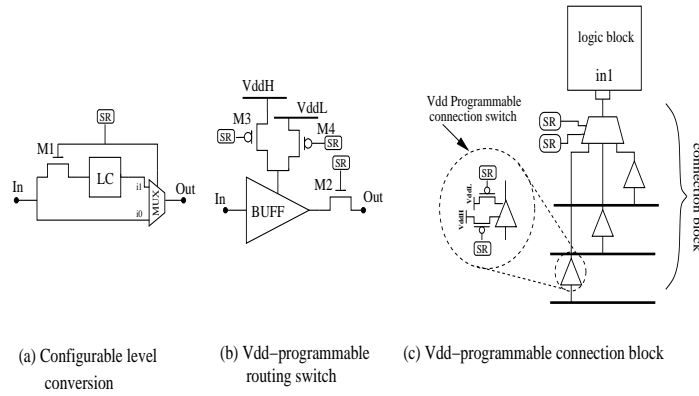 SR
M1
LC
In
i1
i0
MUX
Out
(a) Configurable level
conversion
VddH
VddL
M3
M4
SR
SR
SR
M2
In
BUFF
Out
(b) Vdd−programmable
routing switch
logic block
in1
Vdd Programmable
connection switch
SR
SR
SR
VddL
VddH
SR
connection block
(c) Vdd−programmable connection block